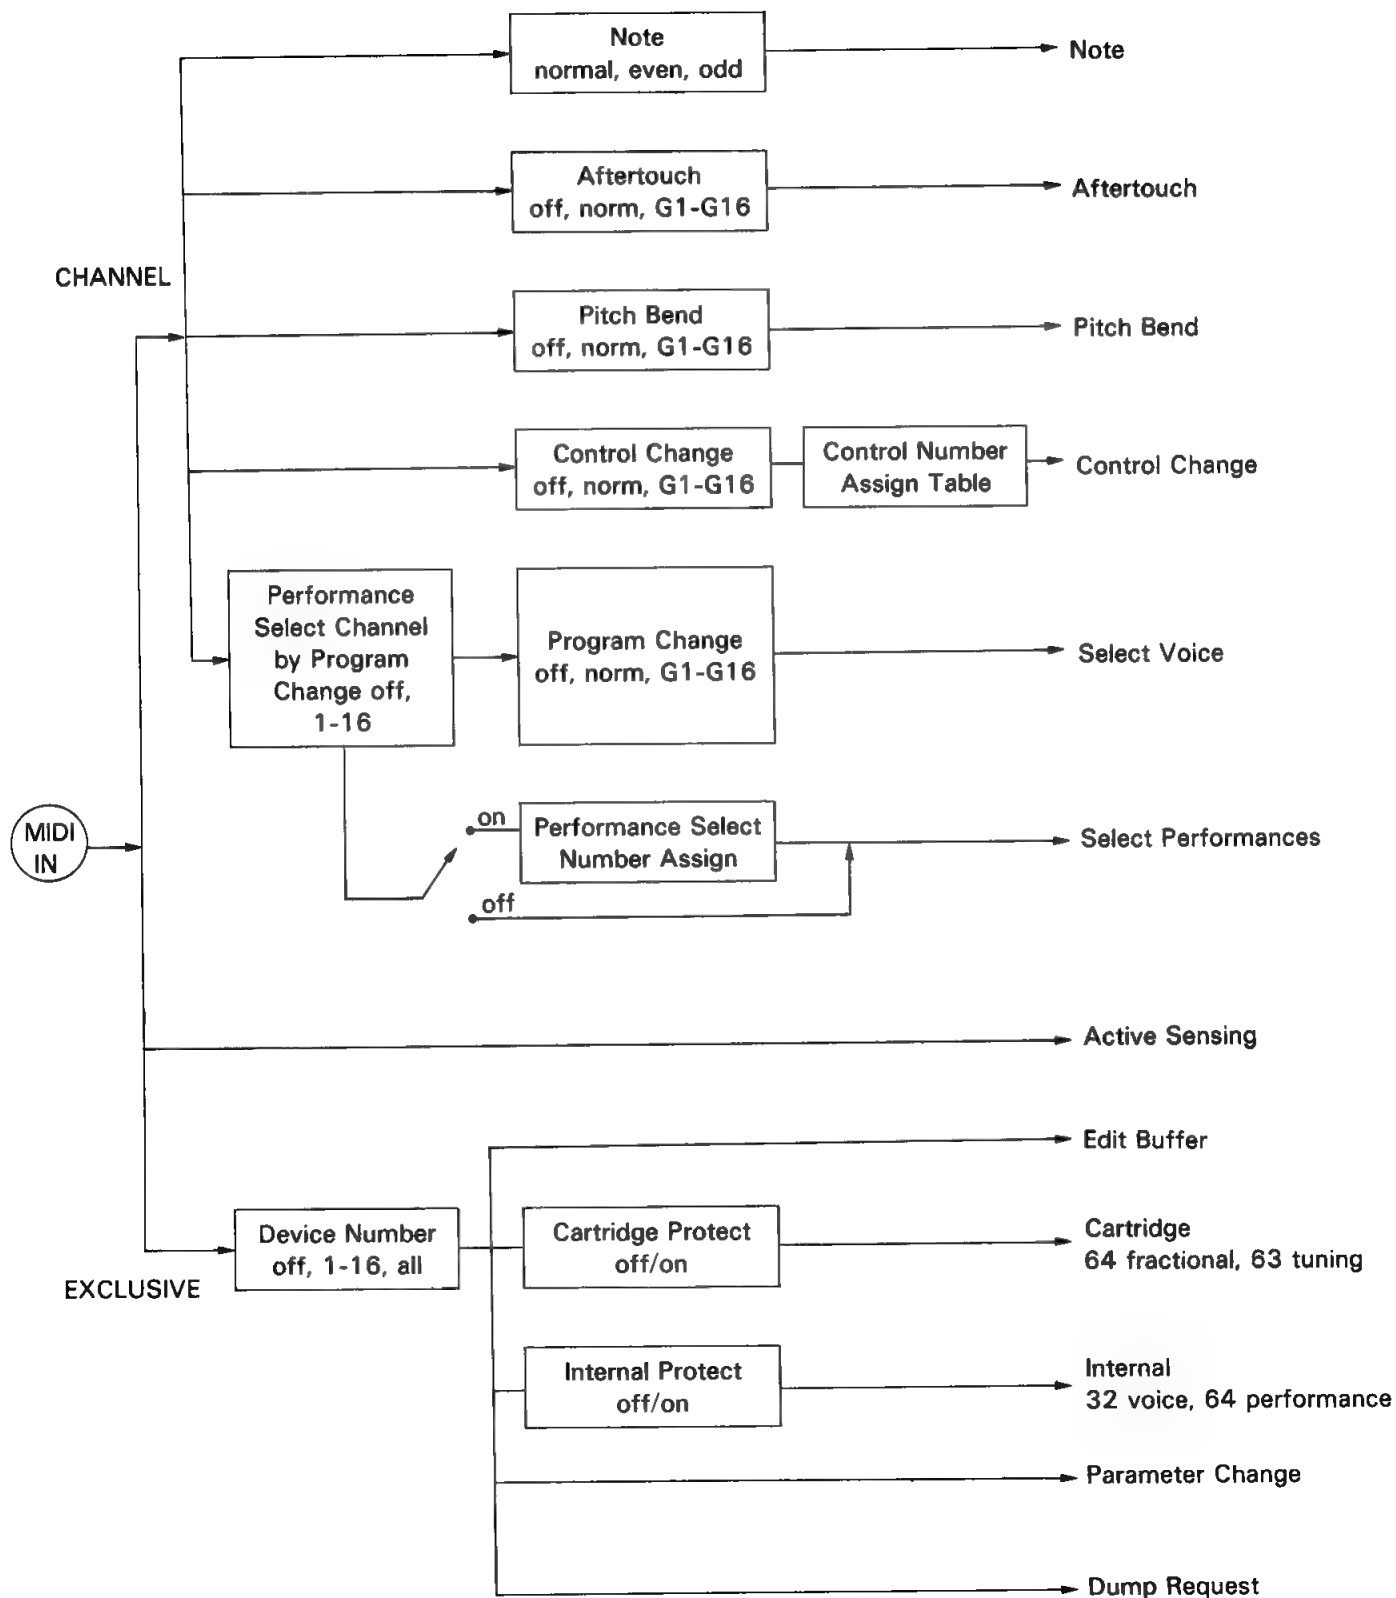 Note
normal, even, odd
Note
Aftertouch
off, norm, G1-G16
Aftertouch
CHANNEL
Pitch Bend
off, norm, G1-G16
Pitch Bend
Control Change
off, norm, G1-G16
Control Number
Assign Table
Control Change
Performance
Select Channel
by Program
Change off,
1-16
Program Change
off, norm, G1-G16
Select Voice
MIDI
IN
on
Performance Select
Number Assign
Select Performances
off
Active Sensing
Edit Buffer
Device Number
off, 1-16, all
EXCLUSIVE
Cartridge Protect
off/on
Cartridge
64 fractional, 63 tuning
Internal Protect
off/on
Internal
32 voice, 64 performance
Parameter Change
Dump Request